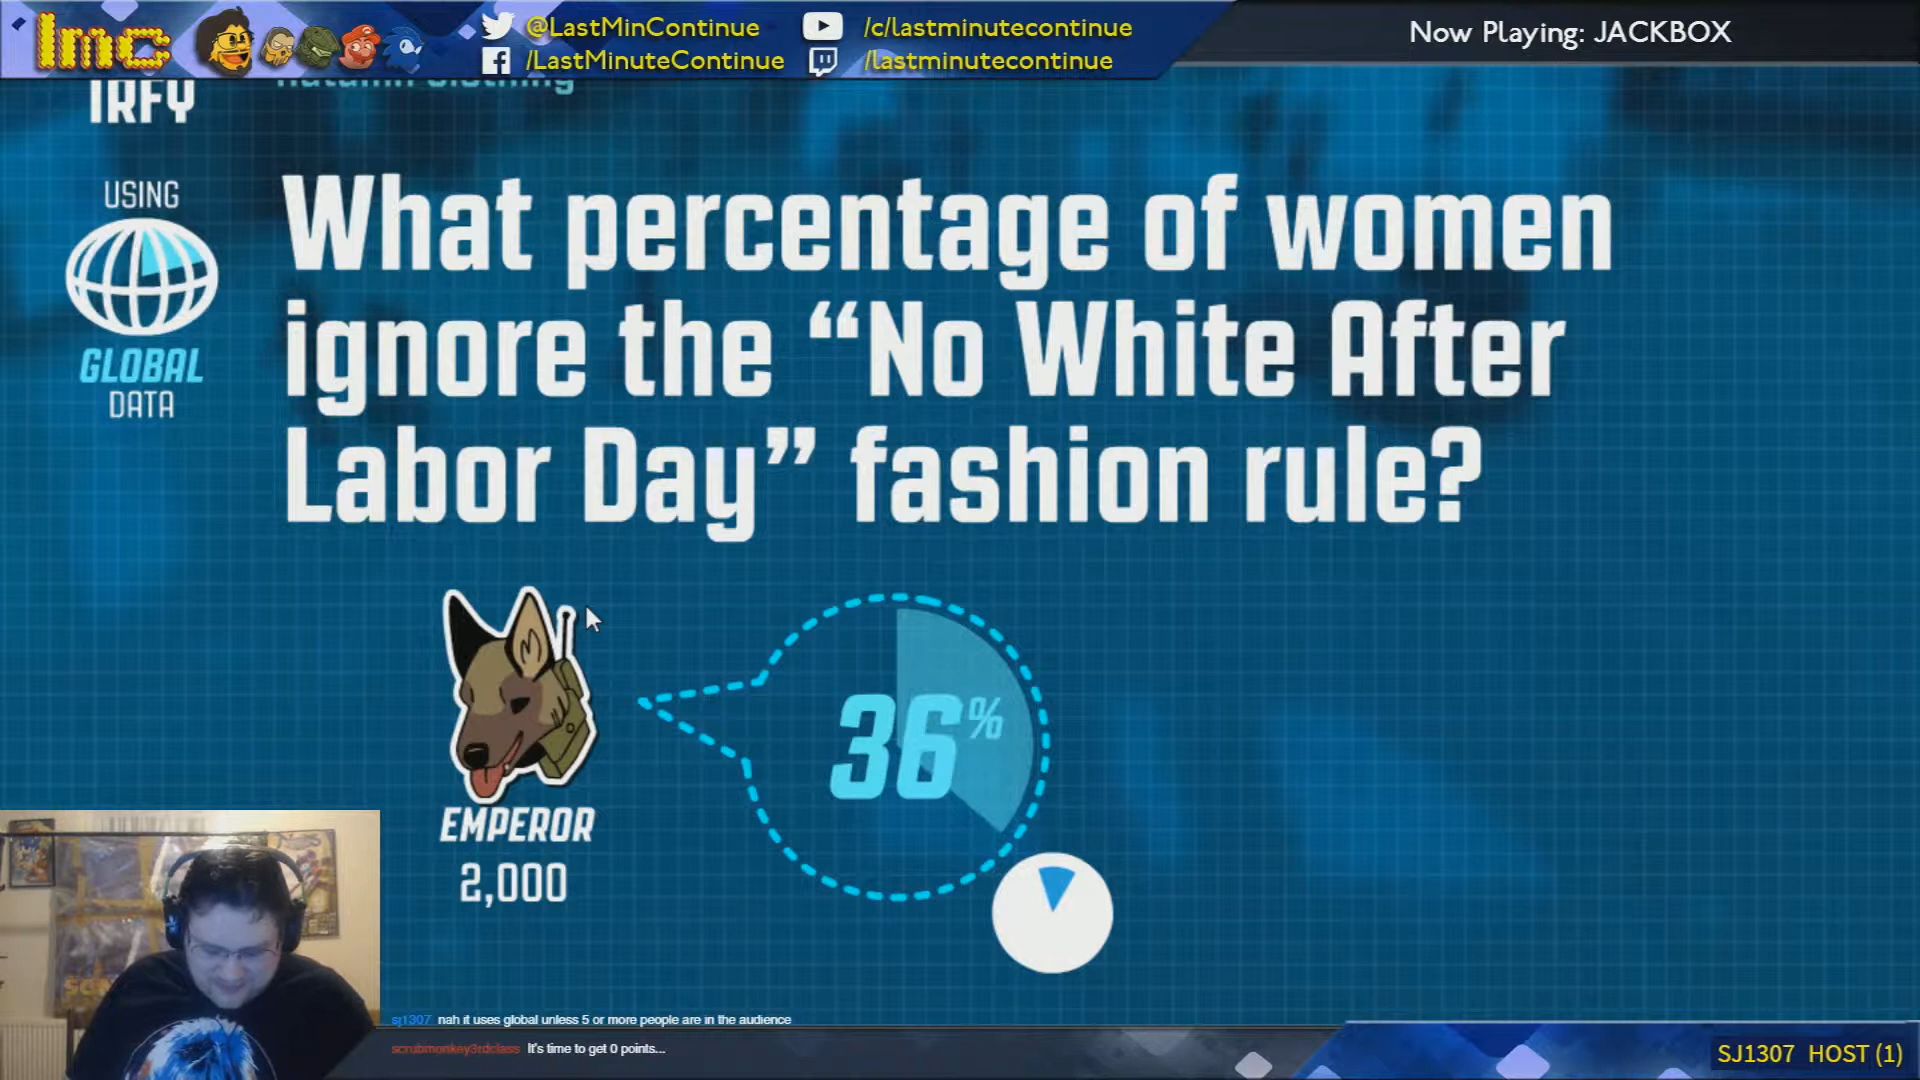 lmc
@LastMinContinue
/c/lastminutecontinue
/LastMinuteContinue
/lastminutecontinue
Now Playing: JACKBOX
IRFY
USING
GLOBAL
DATA
What percentage of women
ignore the “No White After
Labor Day” fashion rule?
36%
EMPEROR
2,000
sj1307 nah it uses global unless 5 or more people are in the audience
scrubmonkey3rdclass It's time to get 0 points...
SJ1307 HOST (1)